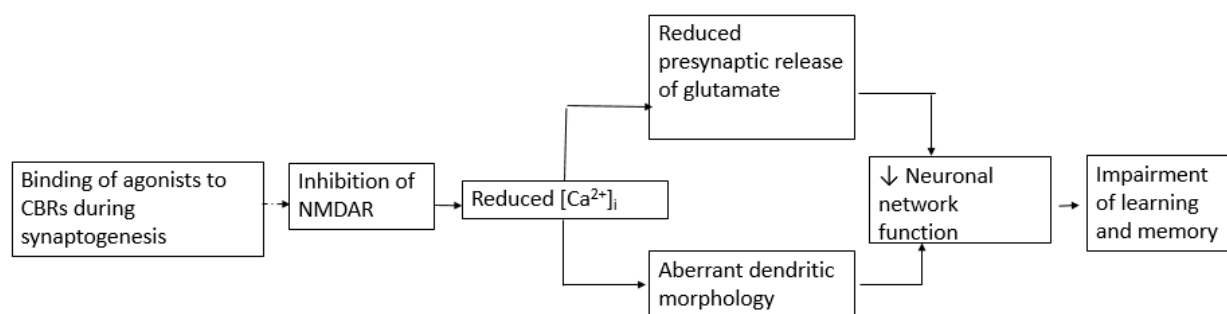 Binding of agonists to
CBRs during
synaptogenesis
Inhibition of
NMDAR
Reduced [Ca²⁺]ᵢ
Reduced
presynaptic release
of glutamate
Aberrant dendritic
morphology
↓ Neuronal
network
function
Impairment
of learning
and memory